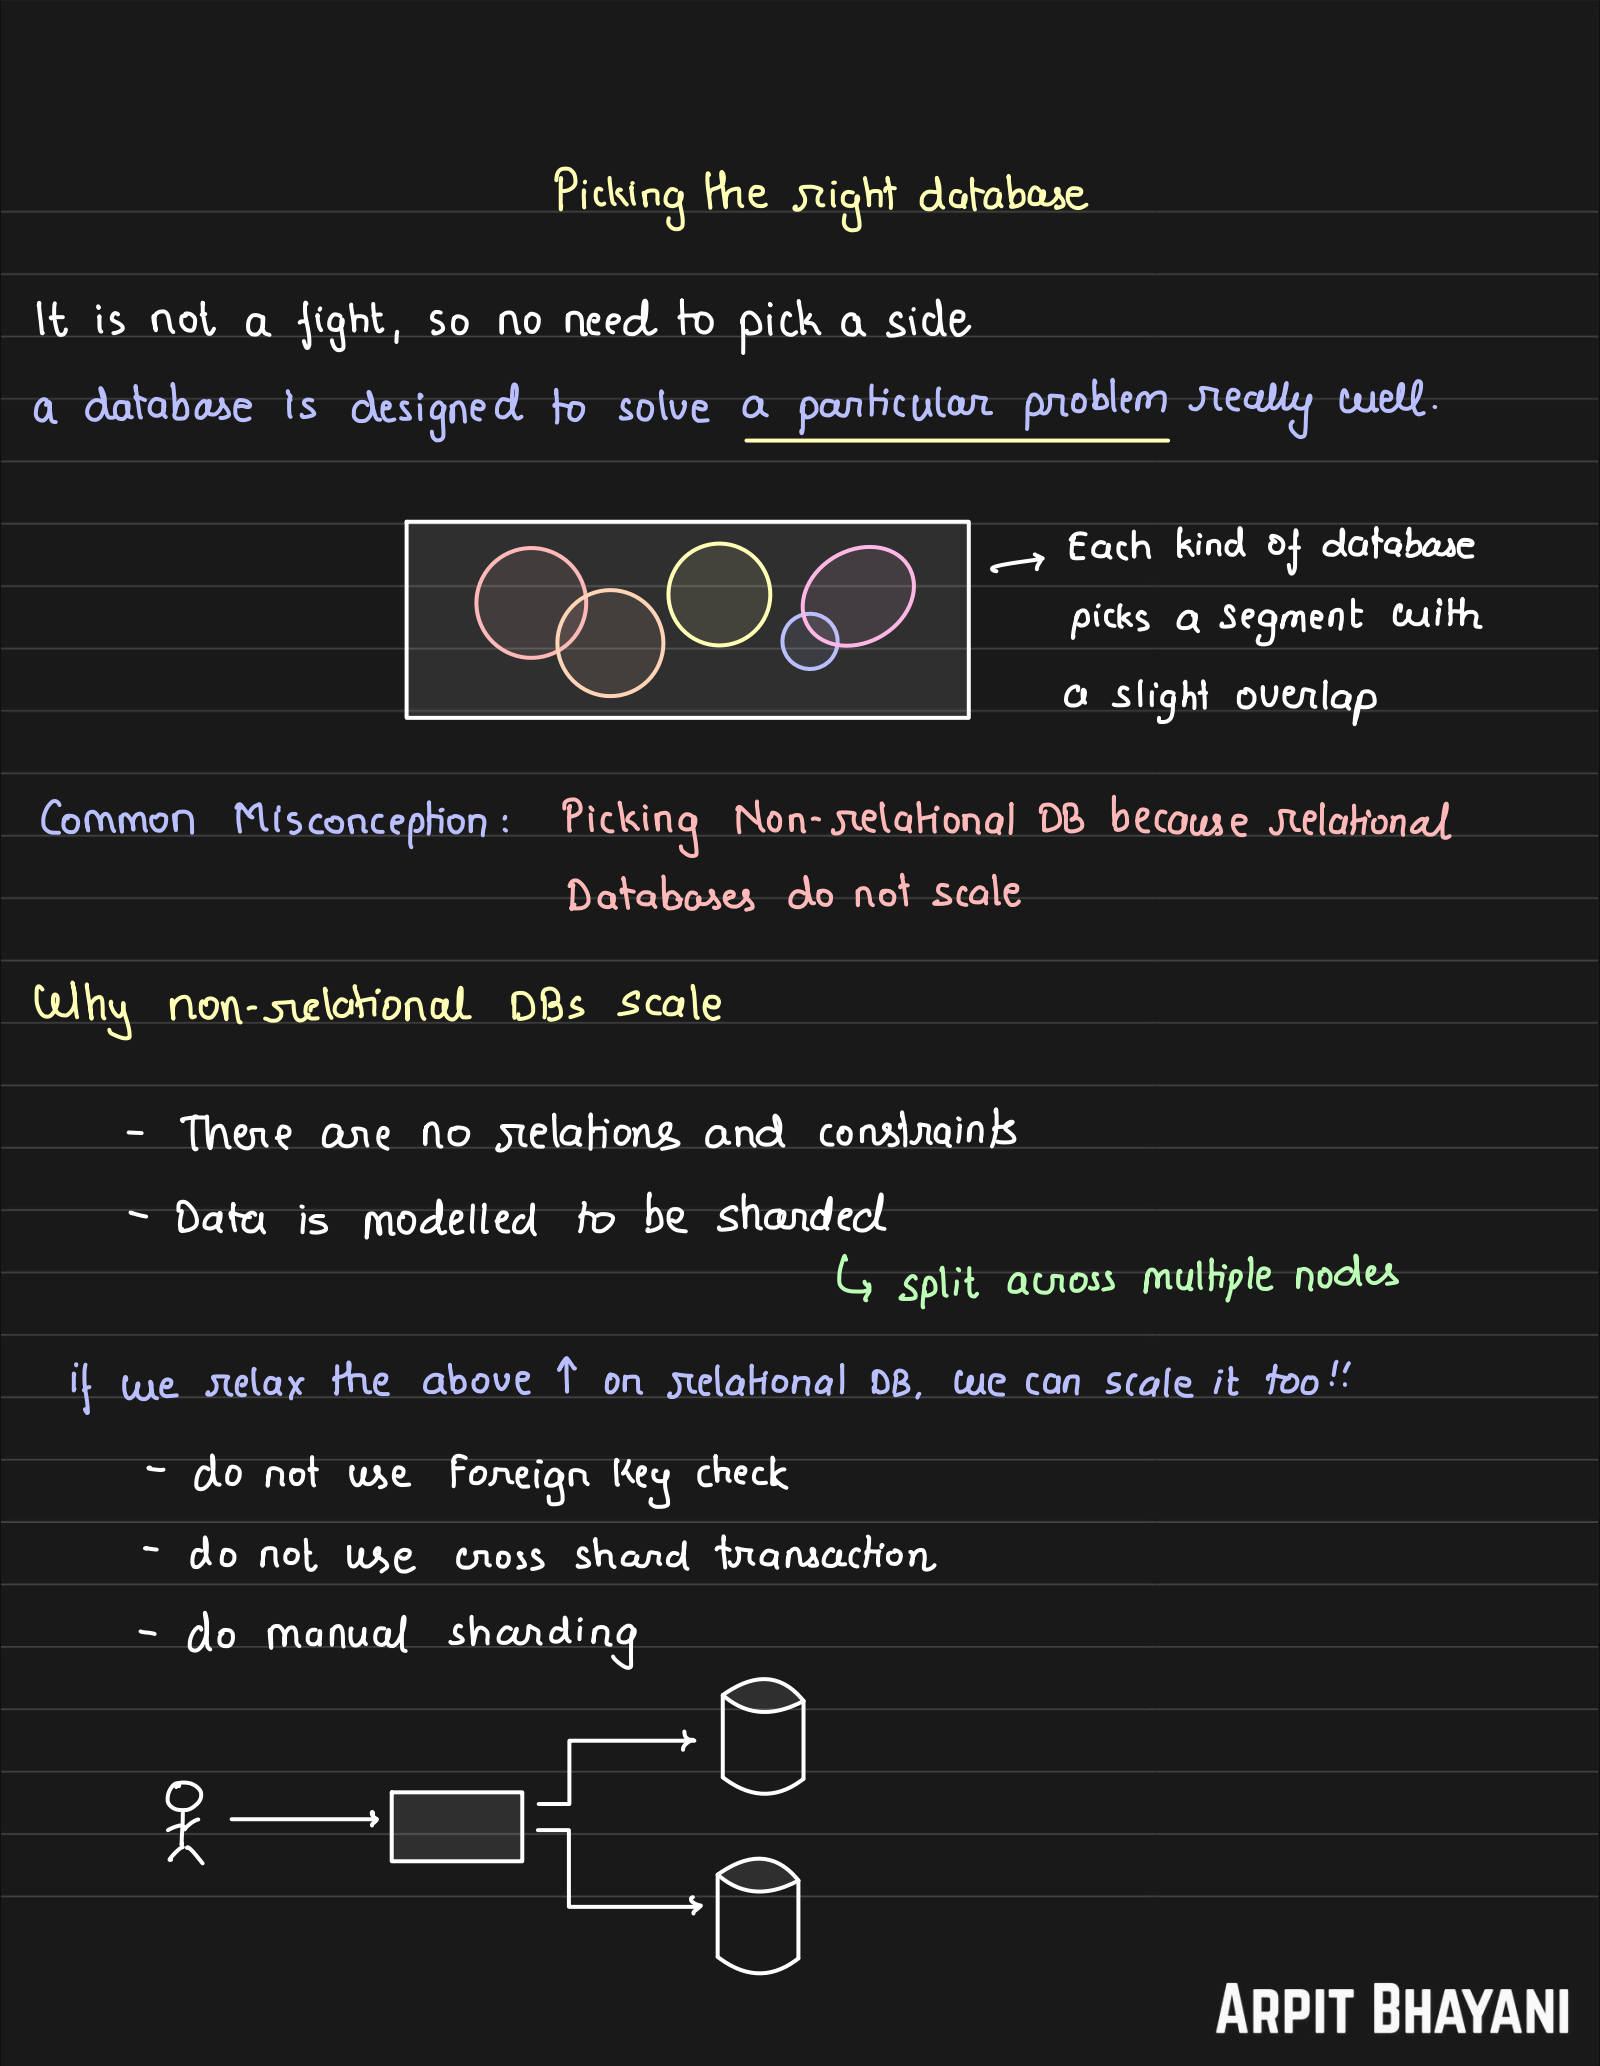 Picking the right database
It is not a fight, so no need to pick a side
a database is designed to solve a particular problem really well.
Each kind of database
picks a segment with
a slight overlap
Common Misconception: Picking Non-relational DB because relational
Databases do not scale
Why non-relational DBs scale
- There are no relations and constraints
- Data is modelled to be sharded
↳ split across multiple nodes
if we relax the above ↑ on relational DB, we can scale it too!!
- do not use Foreign Key check
- do not use cross shard transaction
- do manual sharding
ARPIT BHAYANI